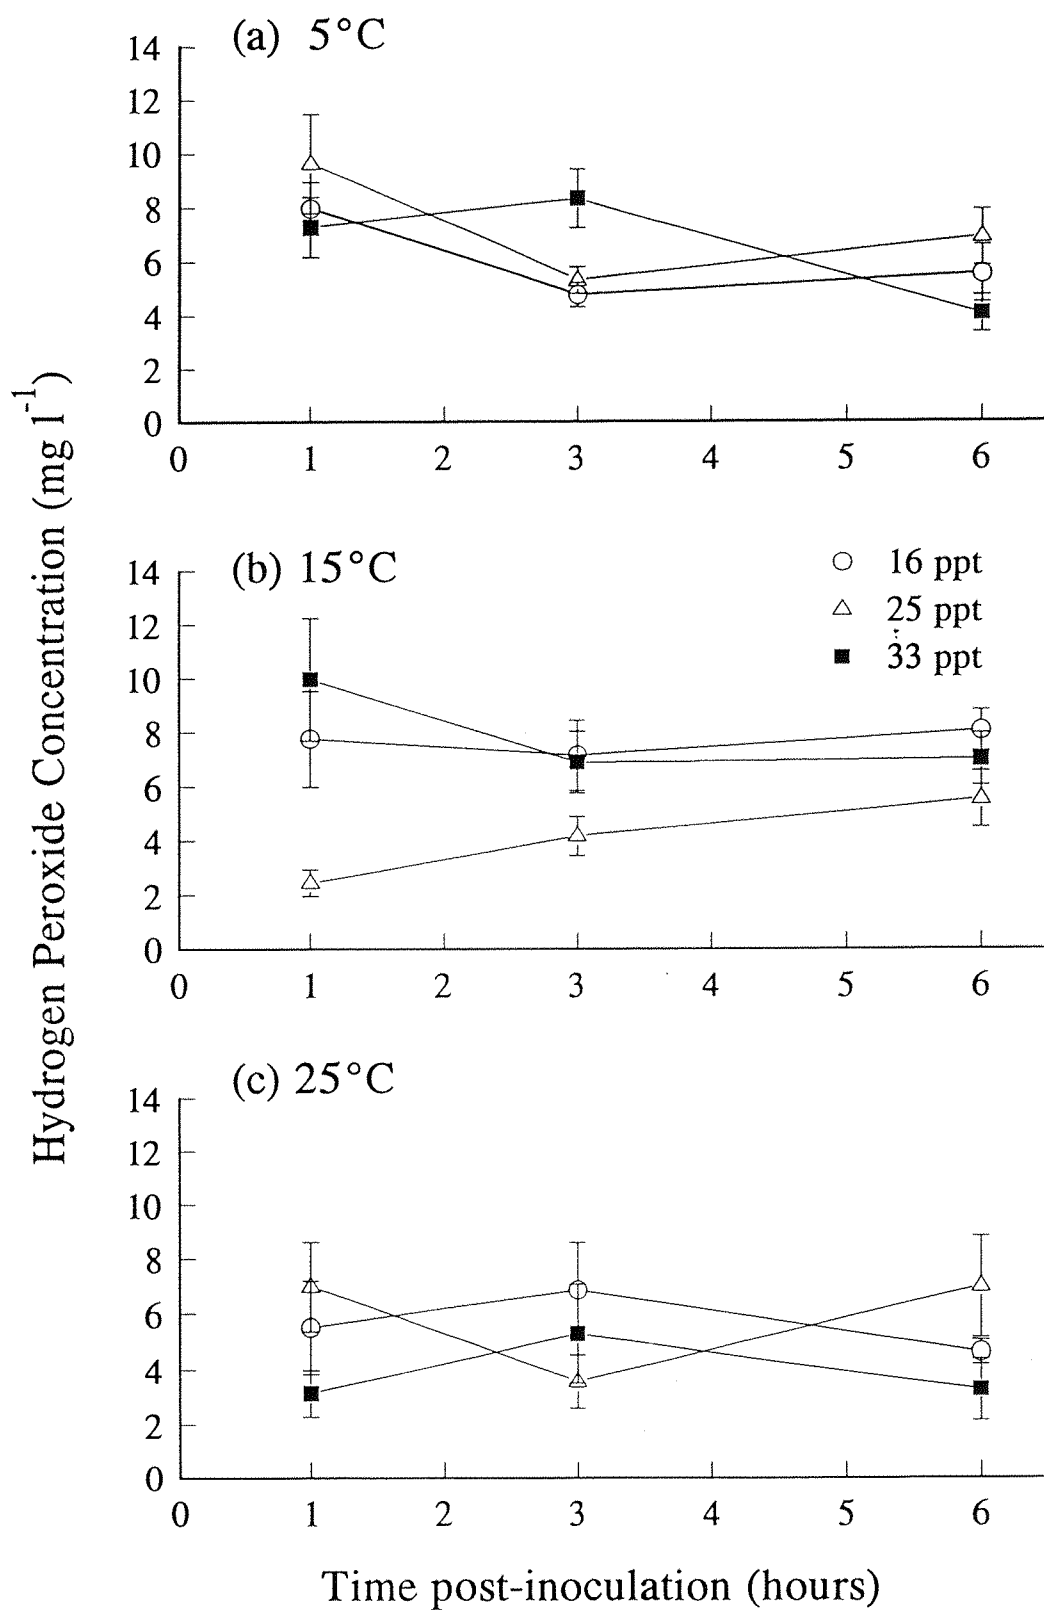 (a) 5°C
14
12
10
8
6
4
2
0
0 1 2 3 4 5 6
Hydrogen Peroxide Concentration (mg l-1)
(b) 15°C
14
12
10
8
6
4
2
0
0 1 2 3 4 5 6
16 ppt
25 ppt
33 ppt
(c) 25°C
14
12
10
8
6
4
2
0
0 1 2 3 4 5 6
Time post-inoculation (hours)